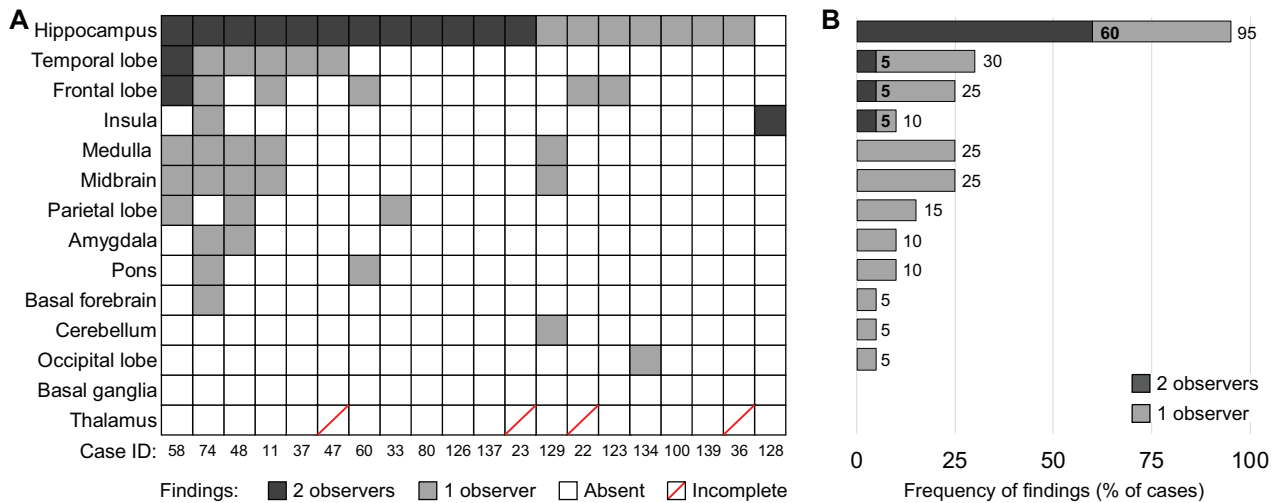 A
B
Hippocampus
Temporal lobe
Frontal lobe
Insula
Medulla
Midbrain
Parietal lobe
Amygdala
Pons
Basal forebrain
Cerebellum
Occipital lobe
Basal ganglia
Thalamus
Case ID: 58 74 48 11 37 47 60 33 80 126 137 23 129 22 123 134 100 139 36 128
Findings: 2 observers 1 observer Absent Incomplete
60 95
5 30
5 25
5 10
25
25
15
10
10
5
5
5
2 observers
1 observer
0 25 50 75 100
Frequency of findings (% of cases)